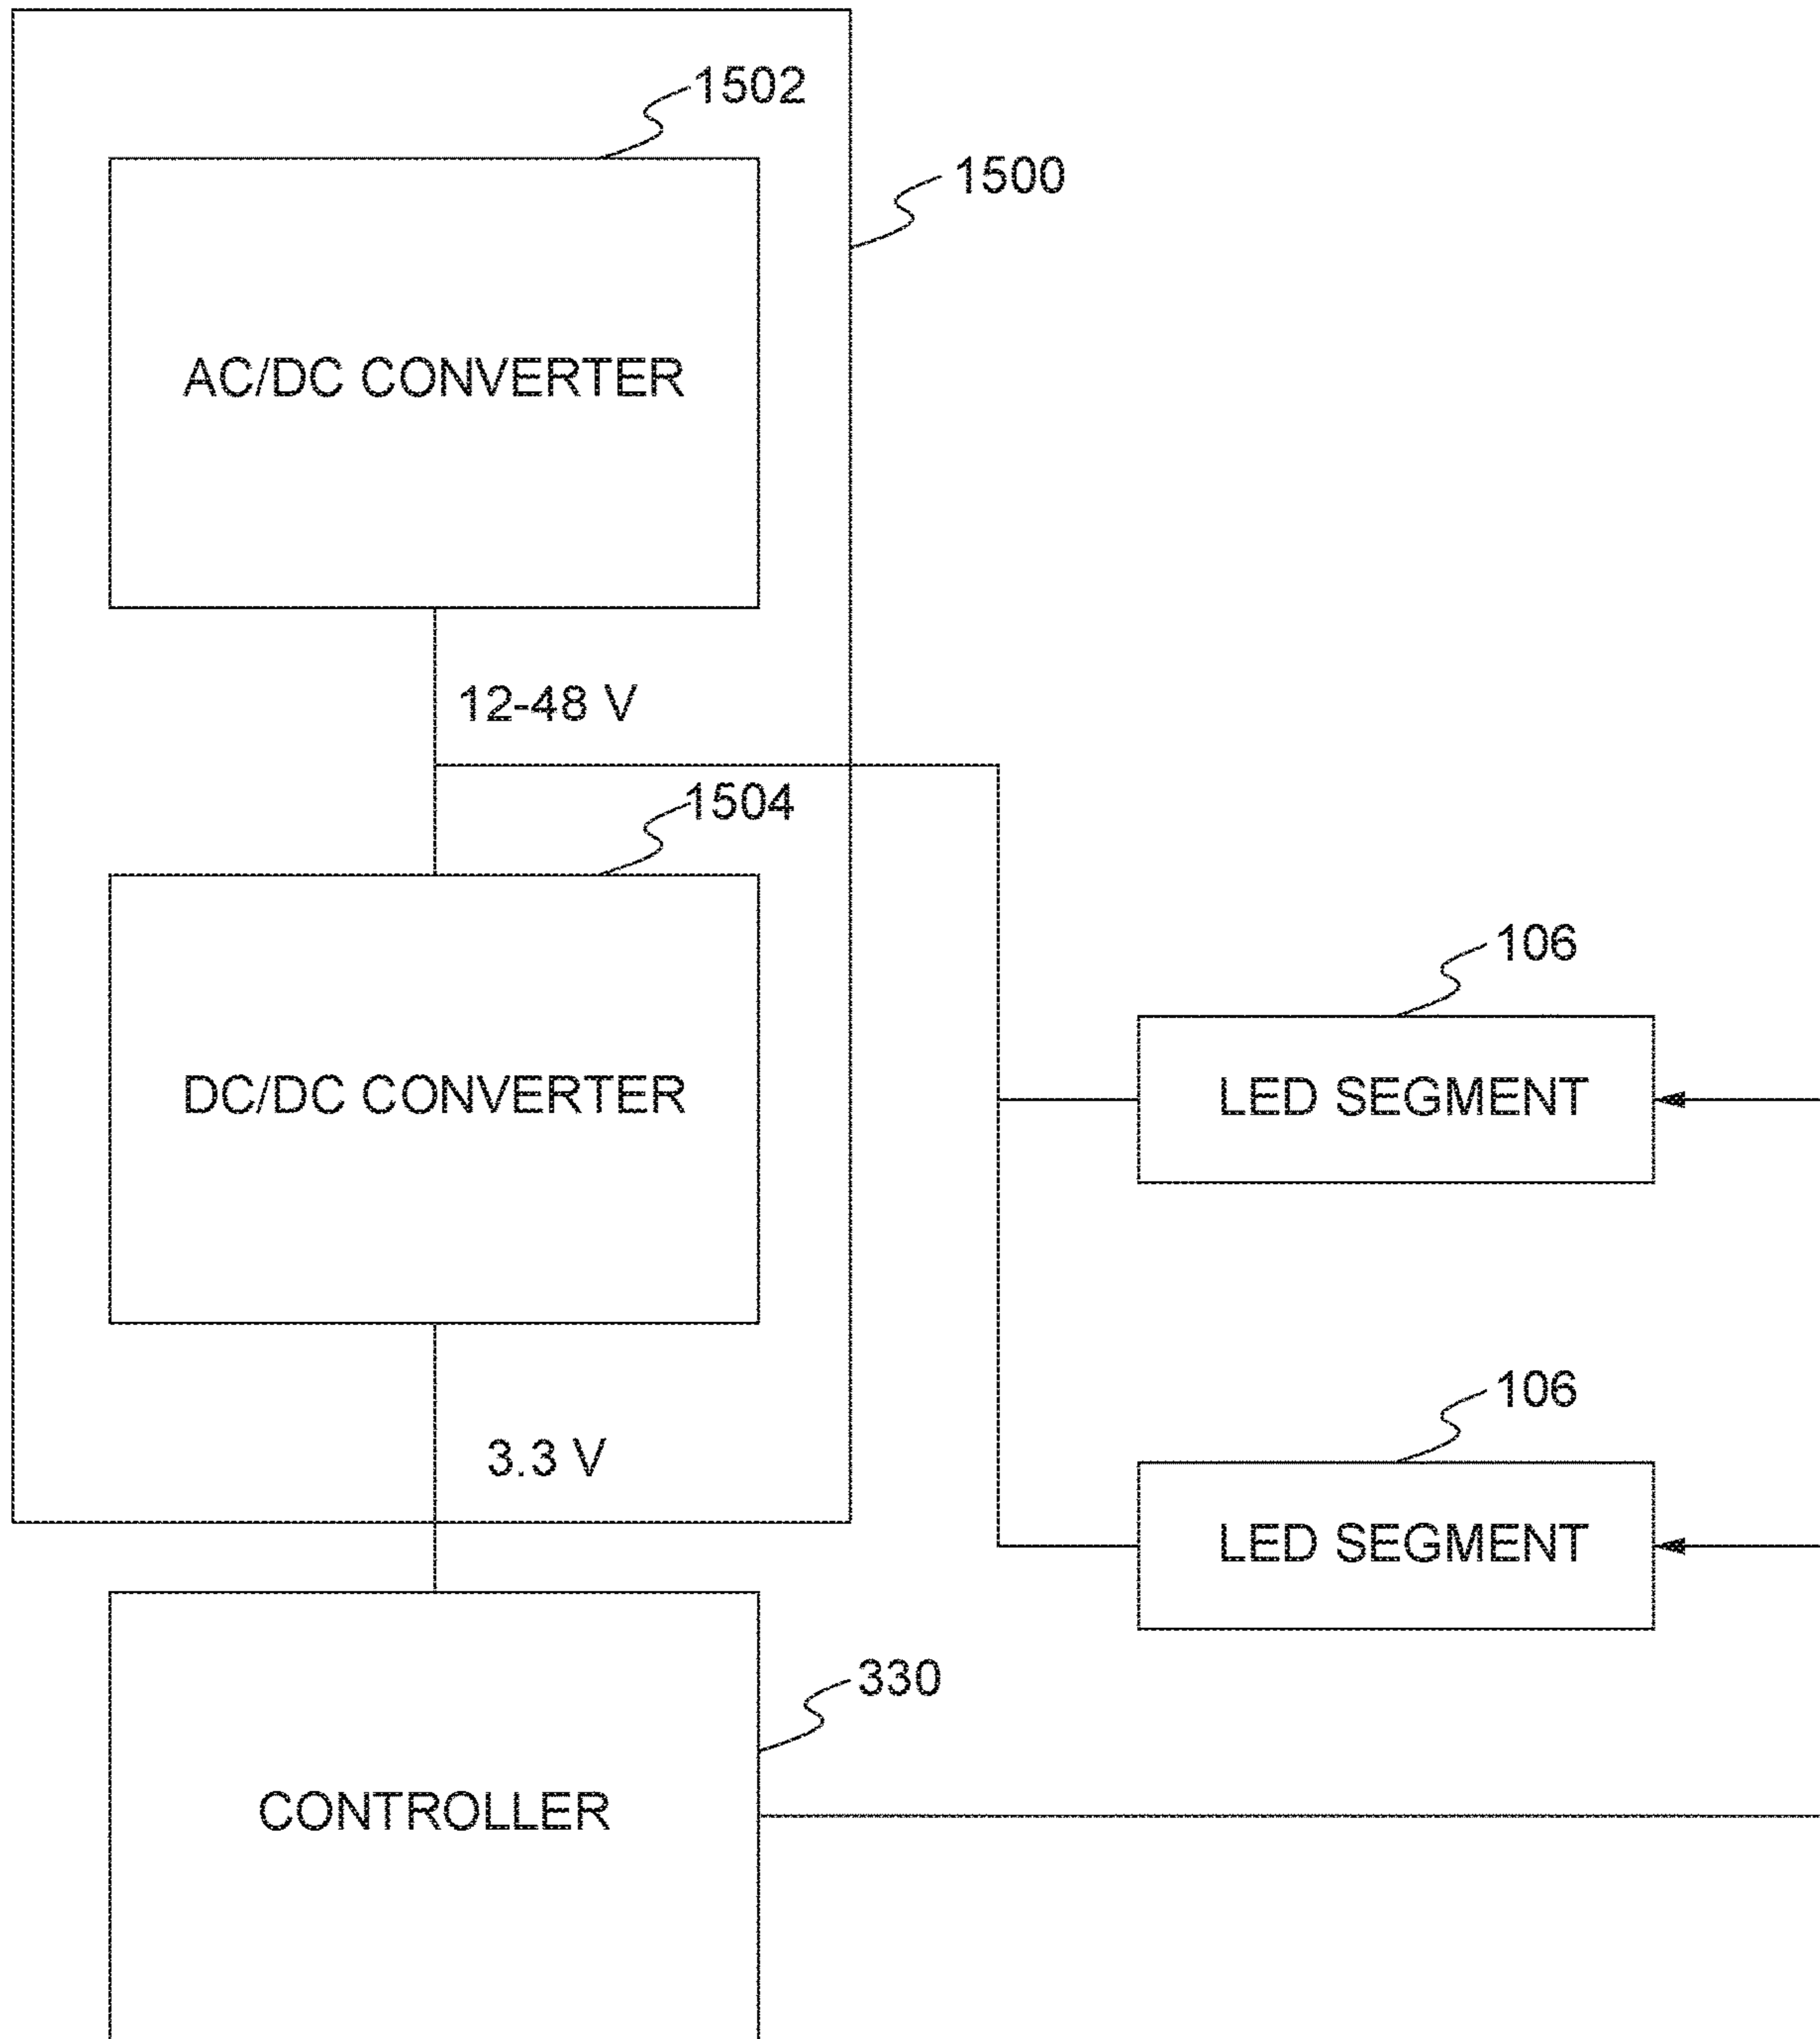 1502
1500
AC/DC CONVERTER
12-48 V
1504
106
DC/DC CONVERTER
LED SEGMENT
106
3.3 V
LED SEGMENT
330
CONTROLLER